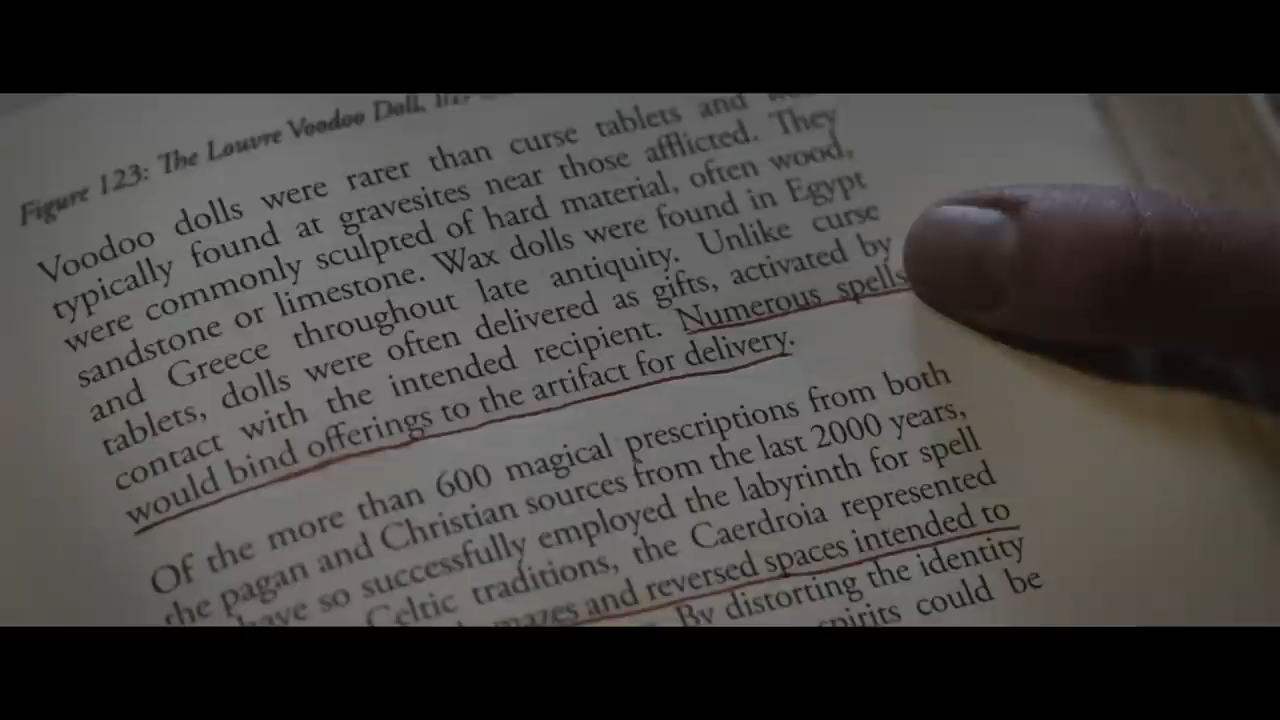 Figure 123: The Louvre Voodoo Doll,
Voodoo dolls were rarer than curse tablets and
typically found at gravesites near those afflicted. They
were commonly sculpted of hard material, often wood,
sandstone or limestone. Wax dolls were found in Egypt
and Greece throughout late antiquity. Unlike curse
tablets, dolls were often delivered as gifts, activated by
contact with the intended recipient. Numerous spells
would bind offerings to the artifact for delivery.
Of the more than 600 magical prescriptions from both
the pagan and Christian sources from the last 2000 years,
have so successfully employed the labyrinth for spell
Celtic traditions, the Caerdroia represented
mazes and reversed spaces intended to
By distorting the identity
spirits could be